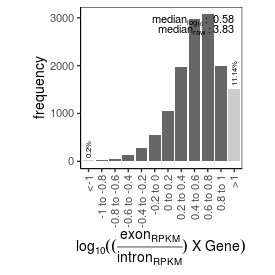 median_log10 : 0.58
median_raw : 3.83
frequency
3000
2000
1000
0
0.2%
11.14%
<-1
-1 to -0.8
-0.8 to -0.6
-0.6 to -0.4
-0.4 to -0.2
-0.2 to 0
0 to 0.2
0.2 to 0.4
0.4 to 0.6
0.6 to 0.8
0.8 to 1
>1
log10((exonRPKM/intronRPKM) X Gene)